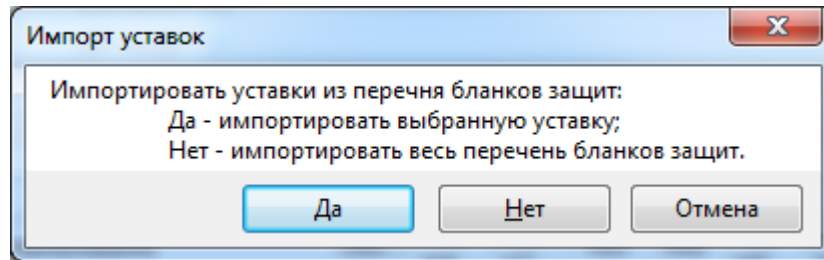 Импорт уставок
Импортировать уставки из перечня бланков защит:
Да - импортировать выбранную уставку;
Нет - импортировать весь перечень бланков защит.
Да Нет Отмена